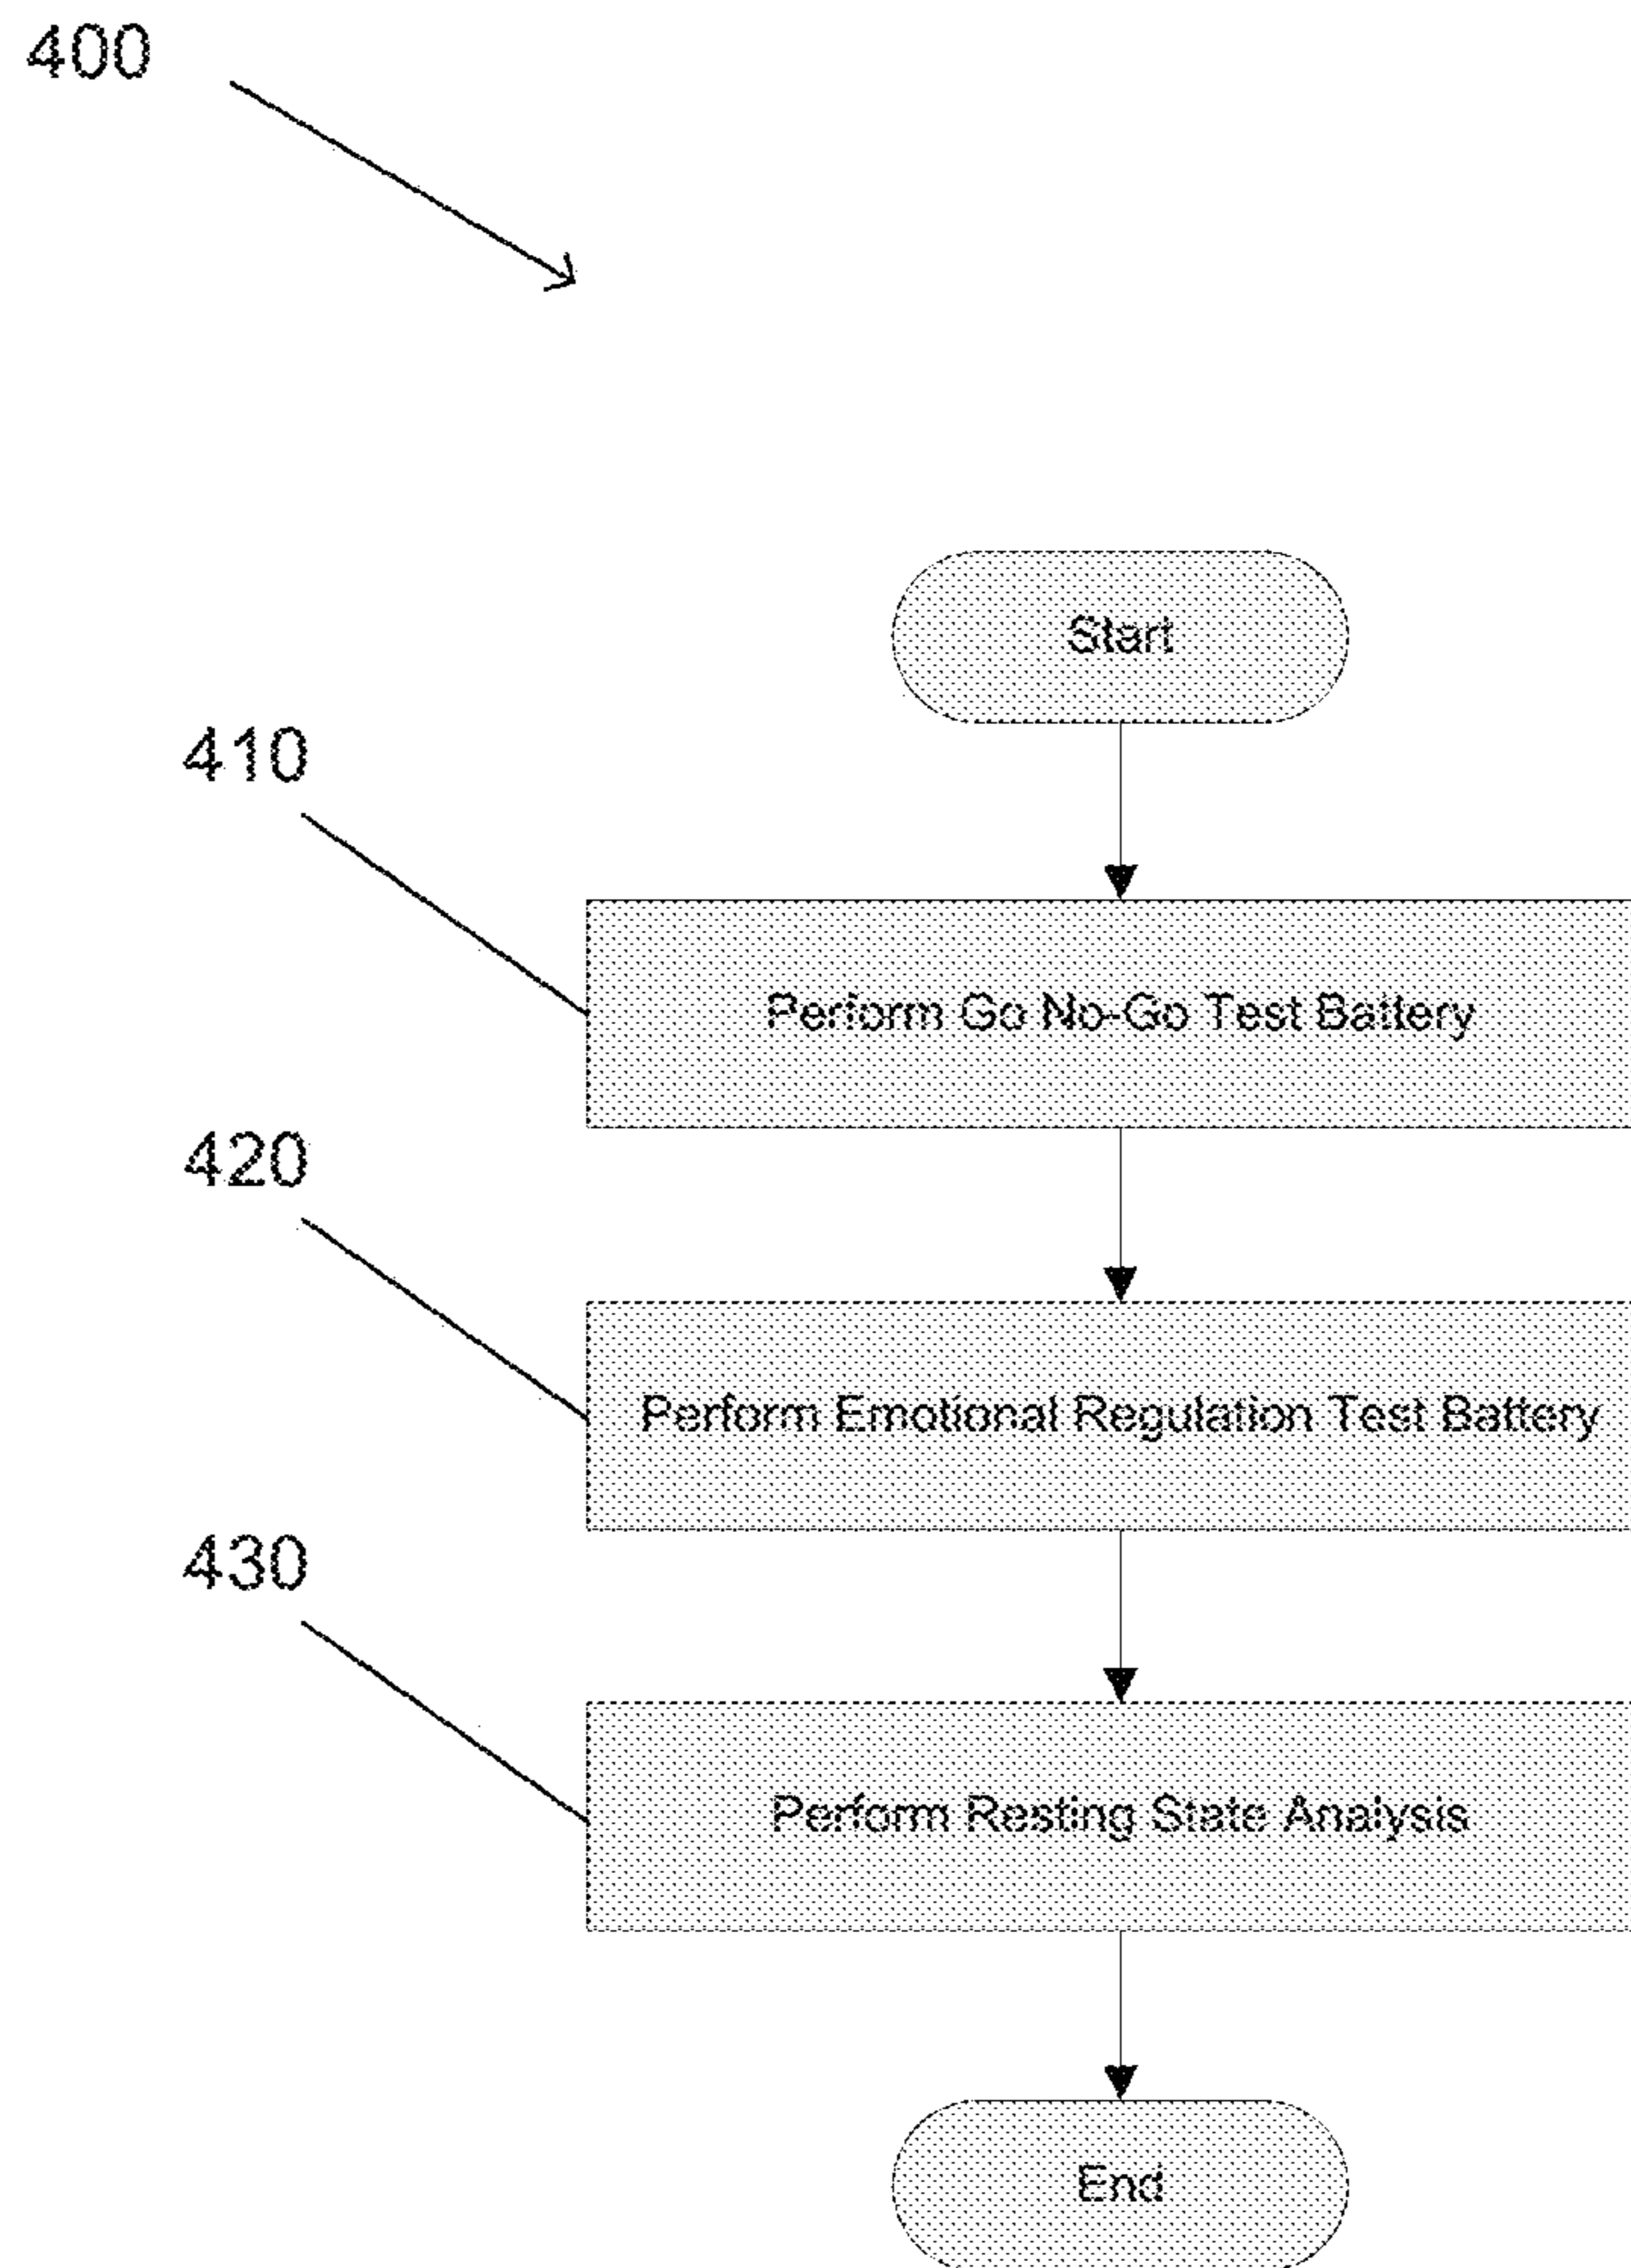 400
Start
410
Perform Go No-Go Test Battery
420
Perform Emotional Regulation Test Battery
430
Perform Resting State Analysis
End